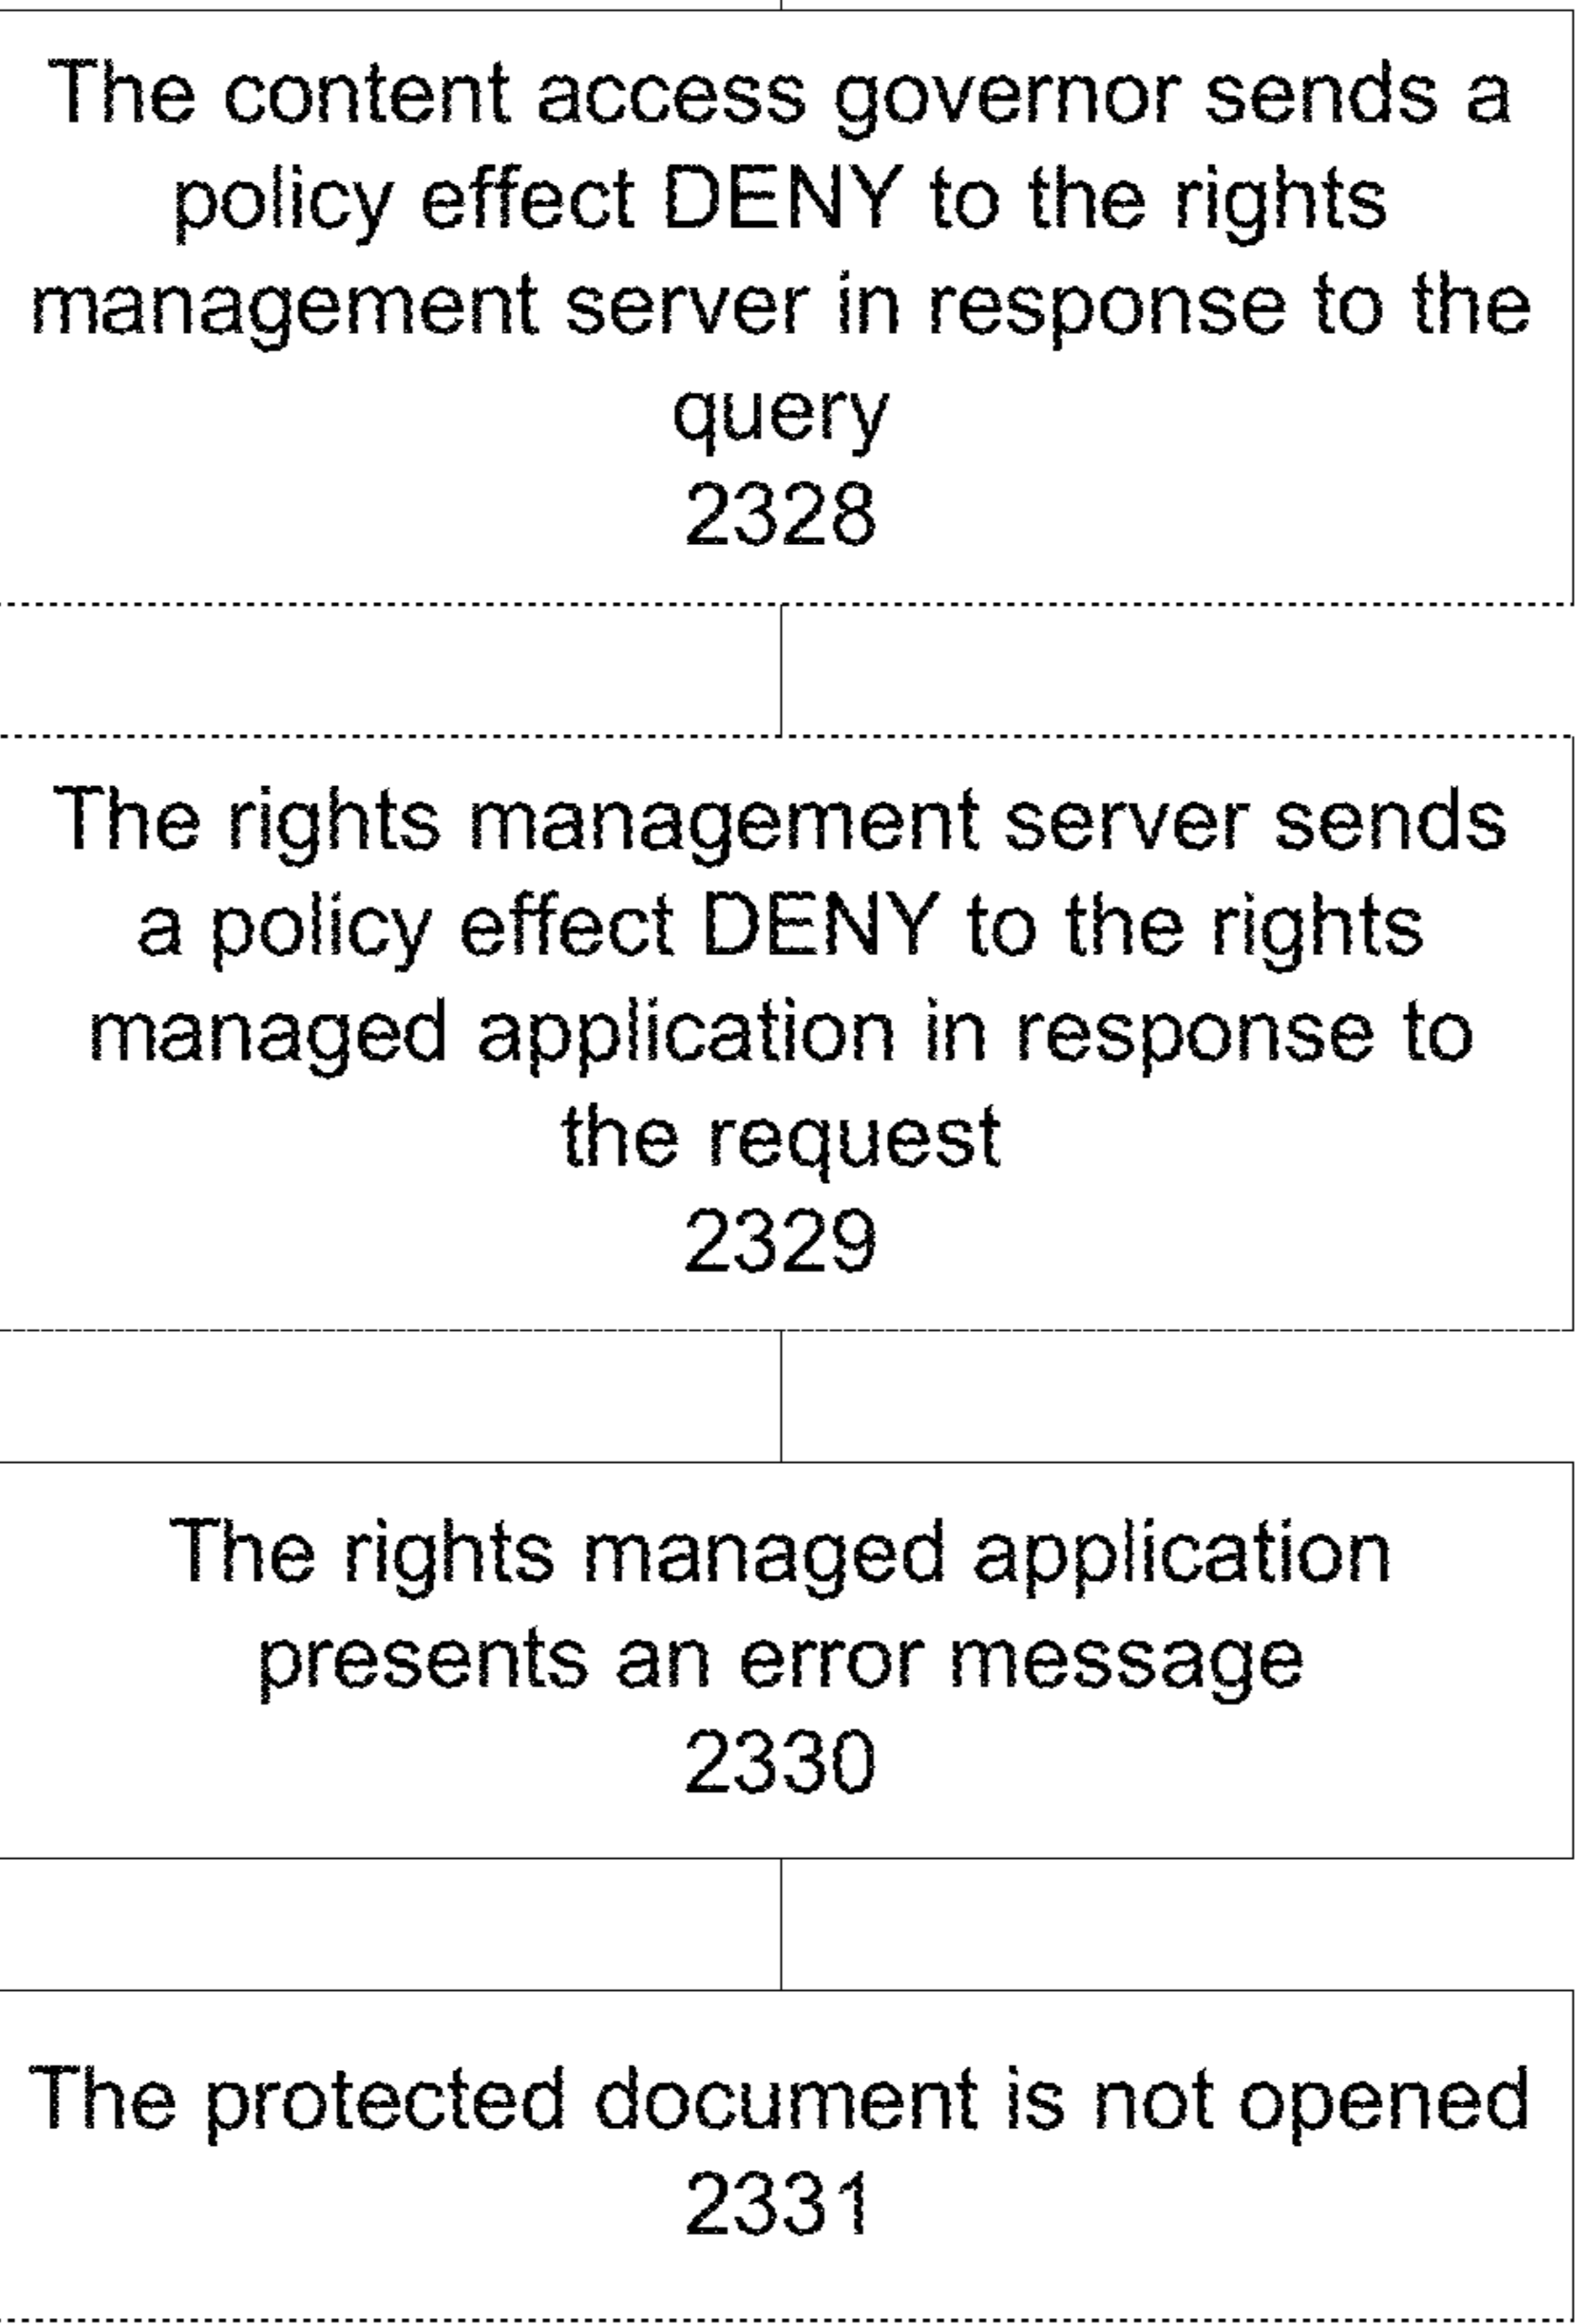 The content access governor sends a
policy effect DENY to the rights
management server in response to the
query
2328
The rights management server sends
a policy effect DENY to the rights
managed application in response to
the request
2329
The rights managed application
presents an error message
2330
The protected document is not opened
2331